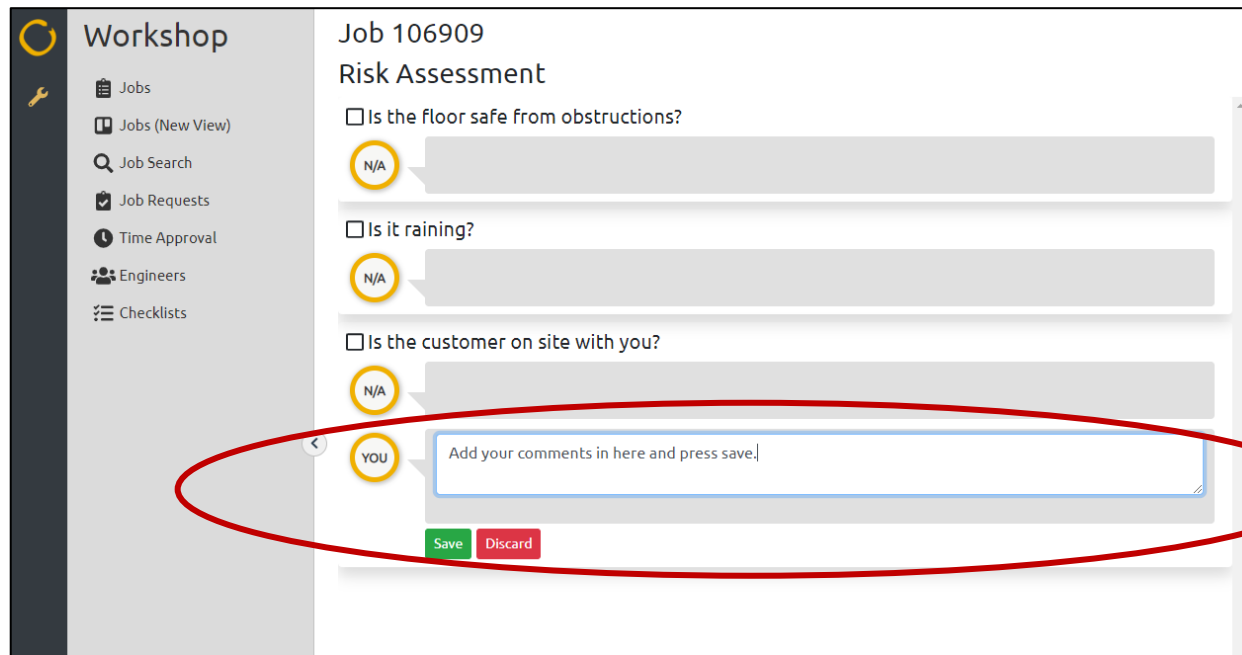 Workshop
Jobs
Jobs (New View)
Job Search
Job Requests
Time Approval
Engineers
Checklists
Job 106909
Risk Assessment
Is the floor safe from obstructions?
N/A
Is it raining?
N/A
Is the customer on site with you?
N/A
YOU
Add your comments in here and press save.
Save Discard